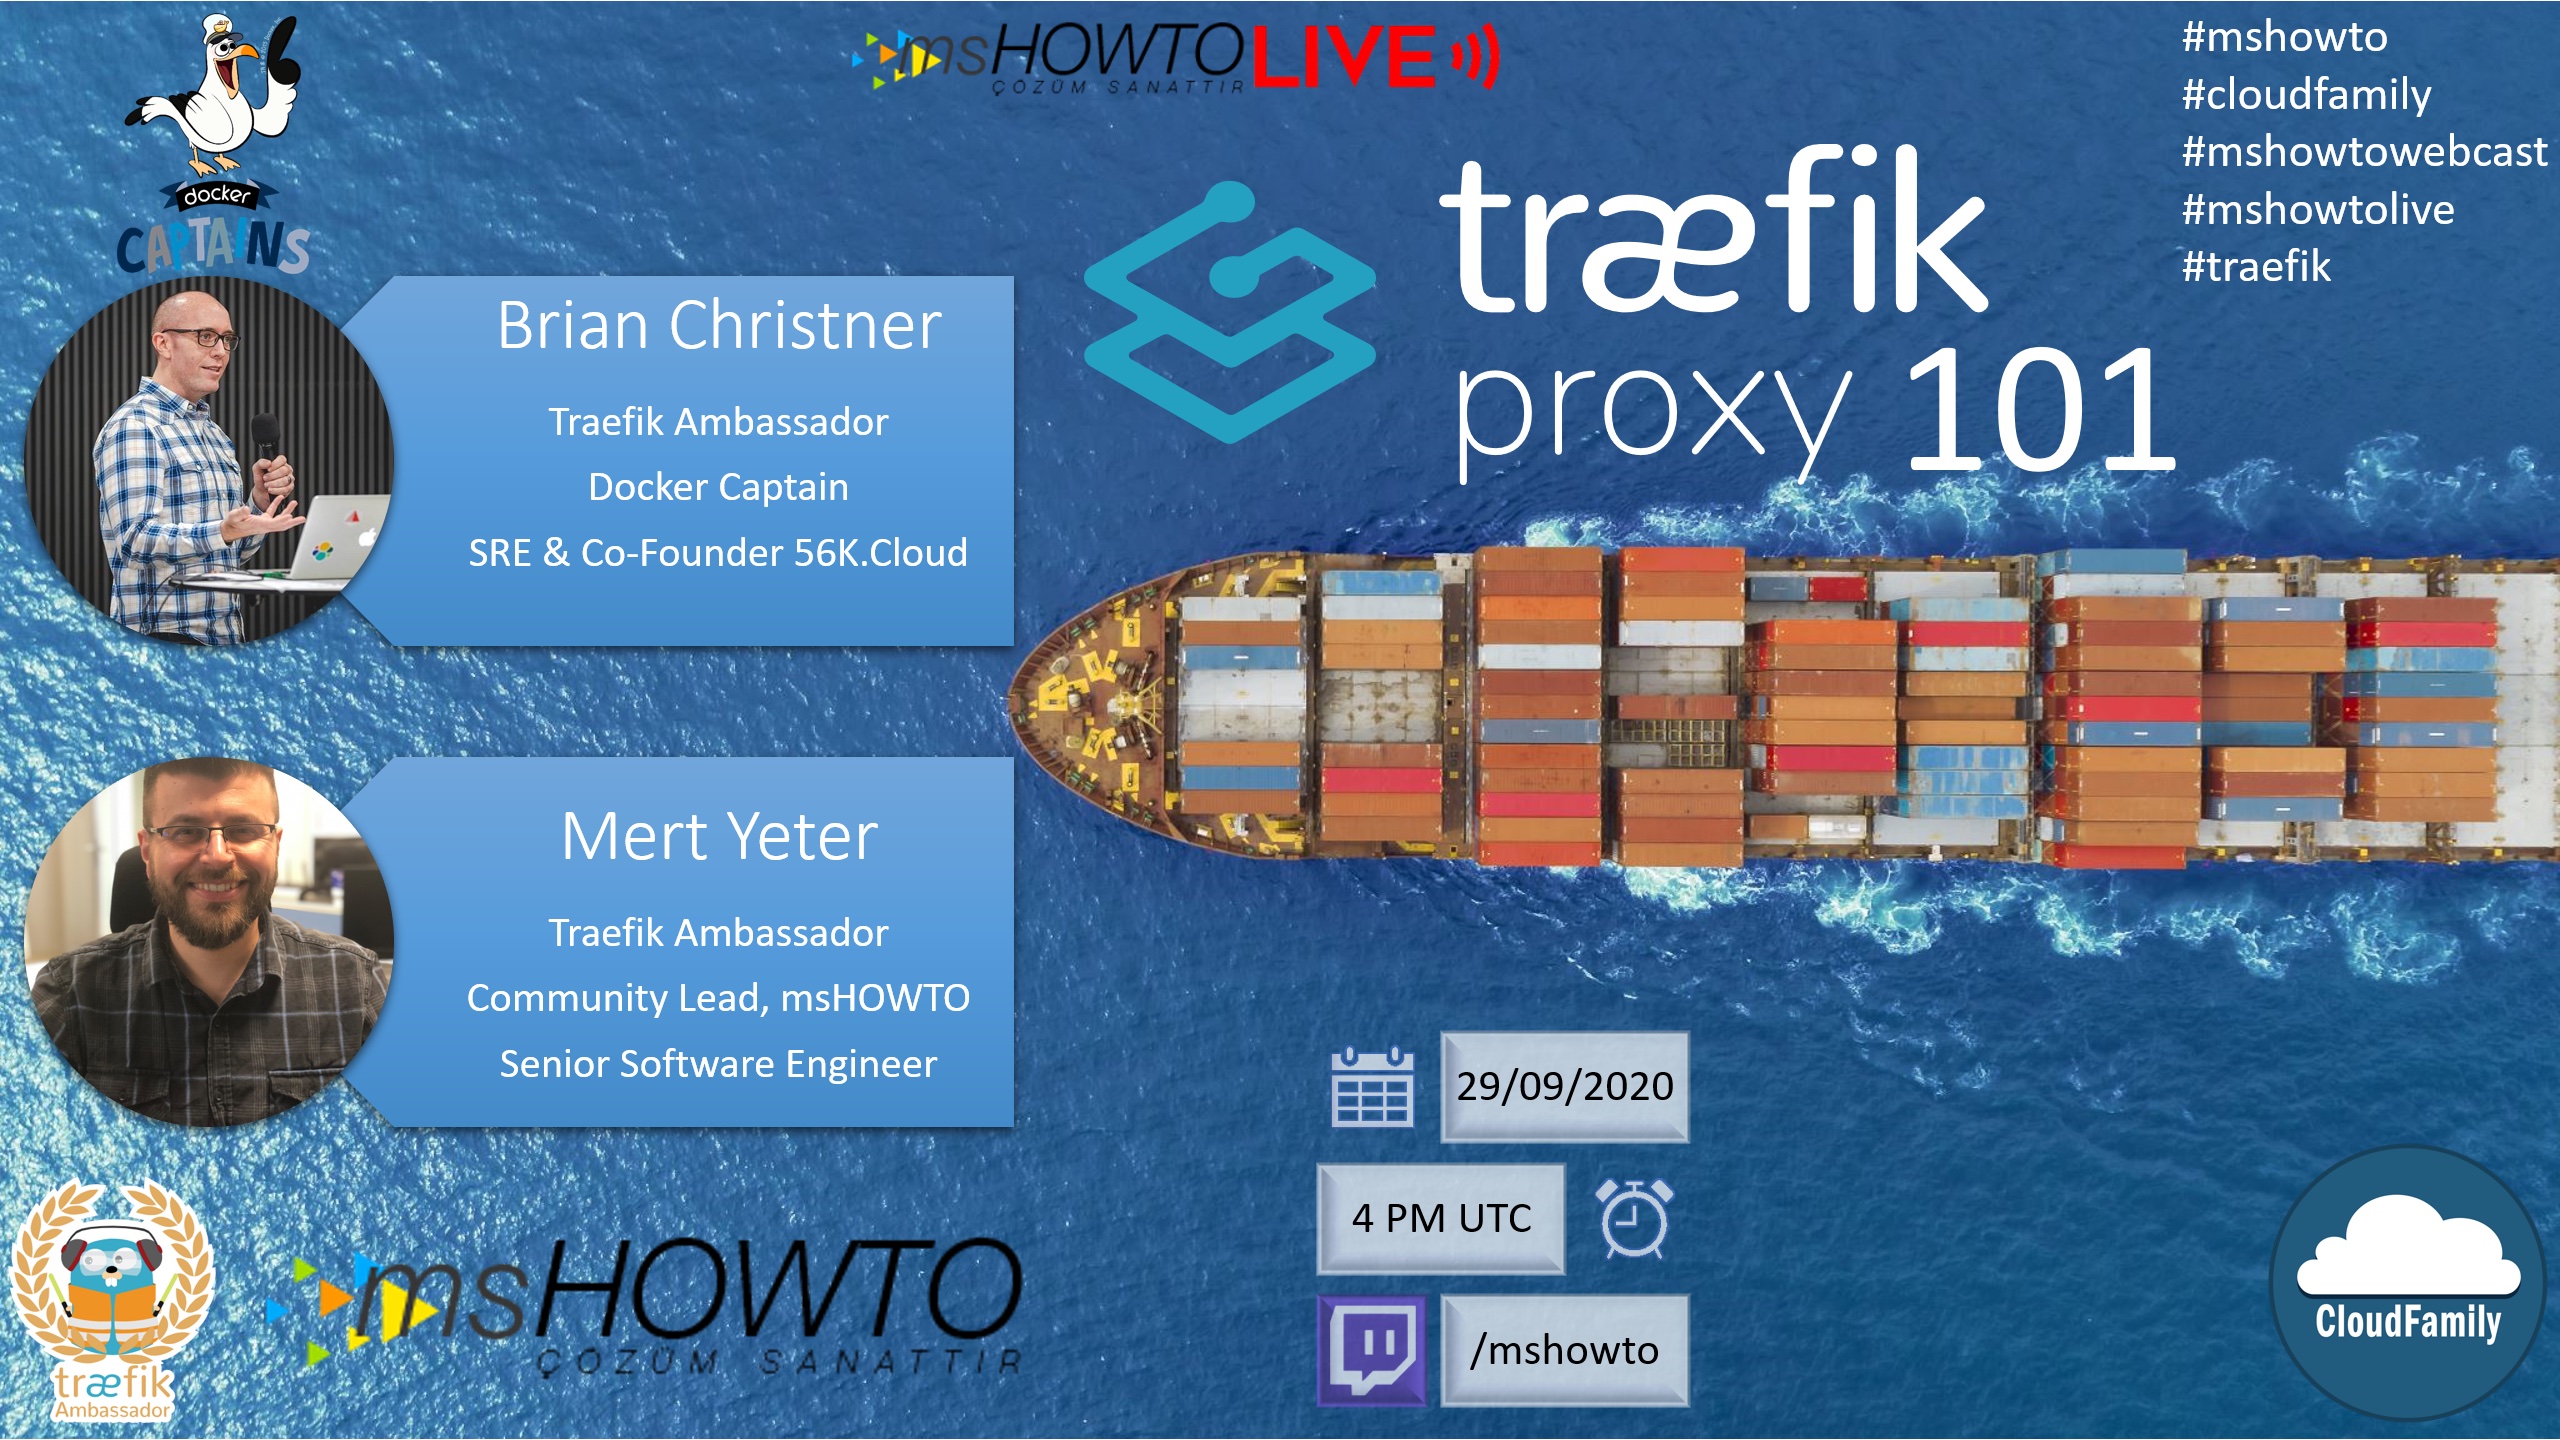 msHOWTO LIVE
ÇÖZÜM SANATTIR
#mshowto
#cloudfamily
#mshowtowebcast
#mshowtolive
#traefik
docker
CAPTAINS
træfik
proxy 101
Brian Christner
Traefik Ambassador
Docker Captain
SRE & Co-Founder 56K.Cloud
Mert Yeter
Traefik Ambassador
Community Lead, msHOWTO
Senior Software Engineer
29/09/2020
4 PM UTC
/mshowto
træfik
Ambassador
msHOWTO
ÇÖZÜM SANATTIR
CloudFamily